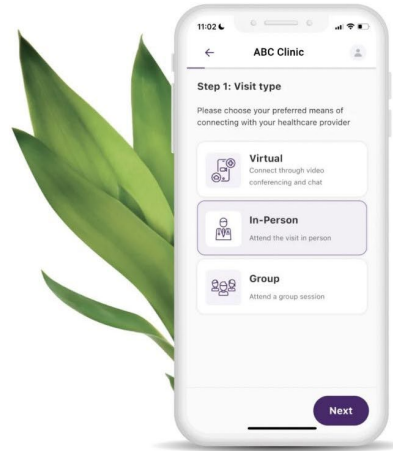 11:02
ABC Clinic
Step 1: Visit type
Please choose your preferred means of
connecting with your healthcare provider
Virtual
Connect through video
conferencing and chat
In-Person
Attend the visit in person
Group
Attend a group session
Next